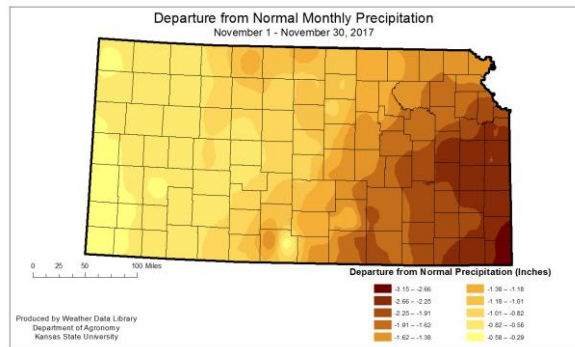 Departure from Normal Monthly Precipitation
November 1 - November 30, 2017
0 25 50 100 Miles
Departure from Normal Precipitation (Inches)
-3.15 - -2.66
-2.66 - -2.25
-2.25 - -1.91
-1.91 - -1.62
-1.62 - -1.38
-1.38 - -1.18
-1.18 - -1.01
-1.01 - -0.82
-0.82 - -0.58
-0.58 - -0.29
Produced by Weather Data Library
Department of Agronomy
Kansas State University